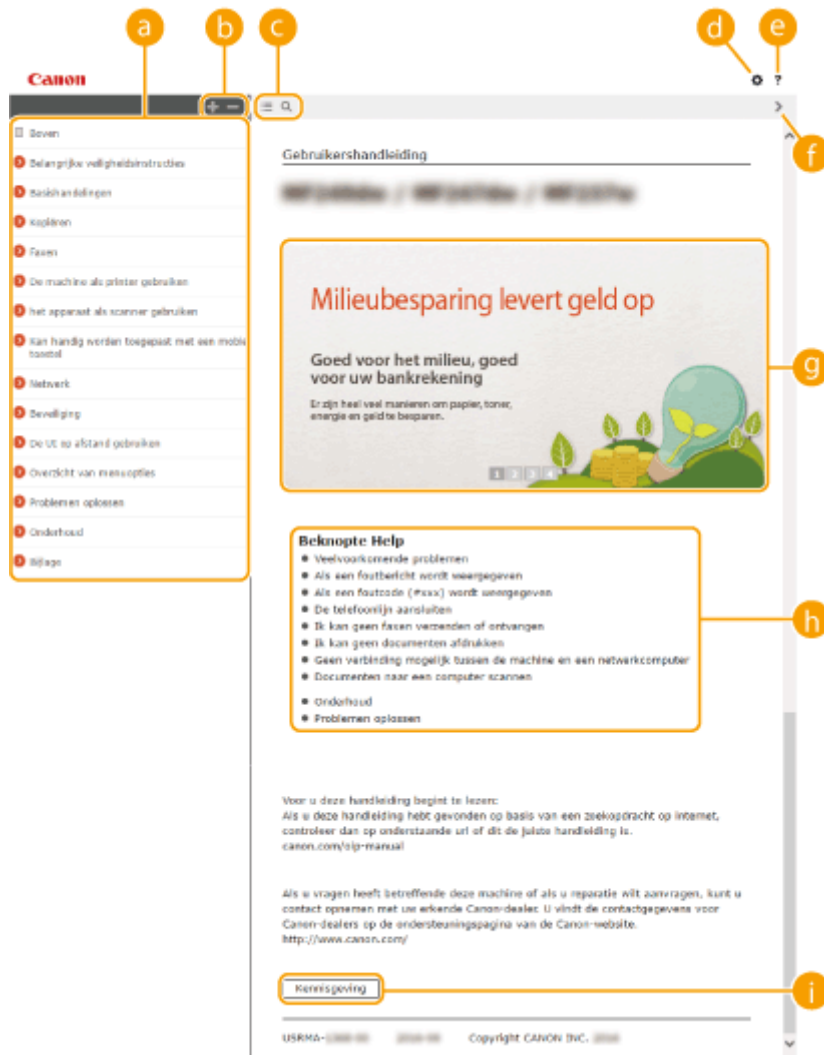 a
b
c
d
e
Canon
?
f
Boven
Belangrijke veiligheidsinstructies
Basishandelingen
Kopiëren
Faxen
De machine als printer gebruiken
het apparaat als scanner gebruiken
Kan handig worden toegepast met een mobie
toestel
Netwerk
Beveiliging
De UI op afstand gebruiken
Overzicht van menuopties
Problemen oplossen
Onderhoud
Bijlage
Gebruikershandleiding
Milieubesparing levert geld op
Goed voor het milieu, goed
voor uw bankrekening
Er zijn heel veel manieren om papier, toner,
energie en geld te besparen.
1 2 3 4
g
Beknopte Help
Veelvoorkomende problemen
Als een foutbericht wordt weergegeven
Als een foutcode (#xxx) wordt weergegeven
De telefoonlijn aansluiten
Ik kan geen faxen verzenden of ontvangen
Ik kan geen documenten afdrukken
Geen verbinding mogelijk tussen de machine en een netwerkcomputer
Documenten naar een computer scannen
Onderhoud
Problemen oplossen
h
Voor u deze handleiding begint te lezen:
Als u deze handleiding hebt gevonden op basis van een zoekopdracht op internet,
controleer dan op onderstaande url of dit de juiste handleiding is.
canon.com/oip-manual
Als u vragen heeft betreffende deze machine of als u reparatie wilt aanvragen, kunt u
contact opnemen met uw erkende Canon-dealer. U vindt de contactgegevens voor
Canon-dealers op de ondersteuningspagina van de Canon-website.
http://www.canon.com/
Kennisgeving
i
USRMA- Copyright CANON INC.